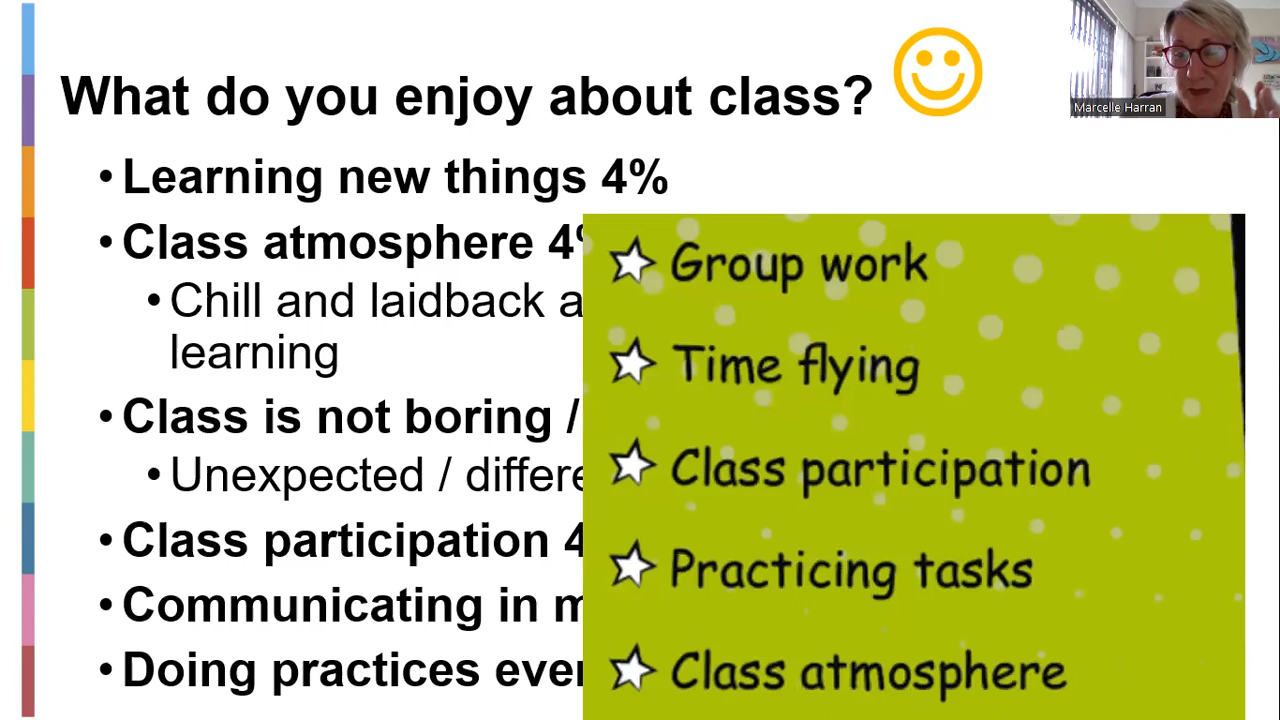 What do you enjoy about class?
Marcelle Harran
• Learning new things 4%
• Class atmosphere 4
• Chill and laidback a
learning
• Class is not boring /
• Unexpected / differe
• Class participation 4
• Communicating in m
• Doing practices ever
Group work
Time flying
Class participation
Practicing tasks
Class atmosphere